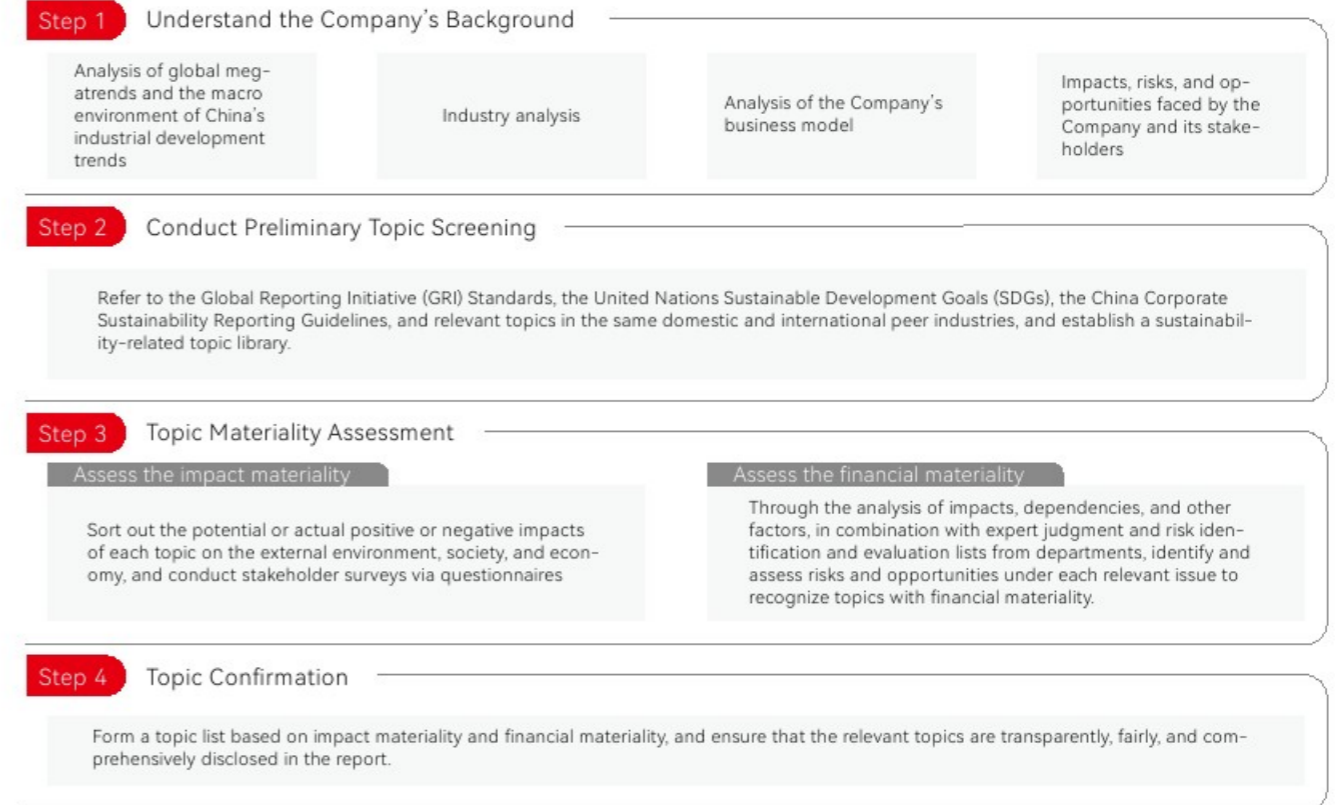 Step 1
Understand the Company's Background
Analysis of global meg-
atrends and the macro
environment of China's
industrial development
trends
Industry analysis
Analysis of the Company's
business model
Impacts, risks, and op-
portunities faced by the
Company and its stake-
holders
Step 2
Conduct Preliminary Topic Screening
Refer to the Global Reporting Initiative (GRI) Standards, the United Nations Sustainable Development Goals (SDGs), the China Corporate
Sustainability Reporting Guidelines, and relevant topics in the same domestic and international peer industries, and establish a sustainabil-
ity-related topic library.
Step 3
Topic Materiality Assessment
Assess the impact materiality
Sort out the potential or actual positive or negative impacts
of each topic on the external environment, society, and econ-
omy, and conduct stakeholder surveys via questionnaires
Assess the financial materiality
Through the analysis of impacts, dependencies, and other
factors, in combination with expert judgment and risk iden-
tification and evaluation lists from departments, identify and
assess risks and opportunities under each relevant issue to
recognize topics with financial materiality.
Step 4
Topic Confirmation
Form a topic list based on impact materiality and financial materiality, and ensure that the relevant topics are transparently, fairly, and com-
prehensively disclosed in the report.